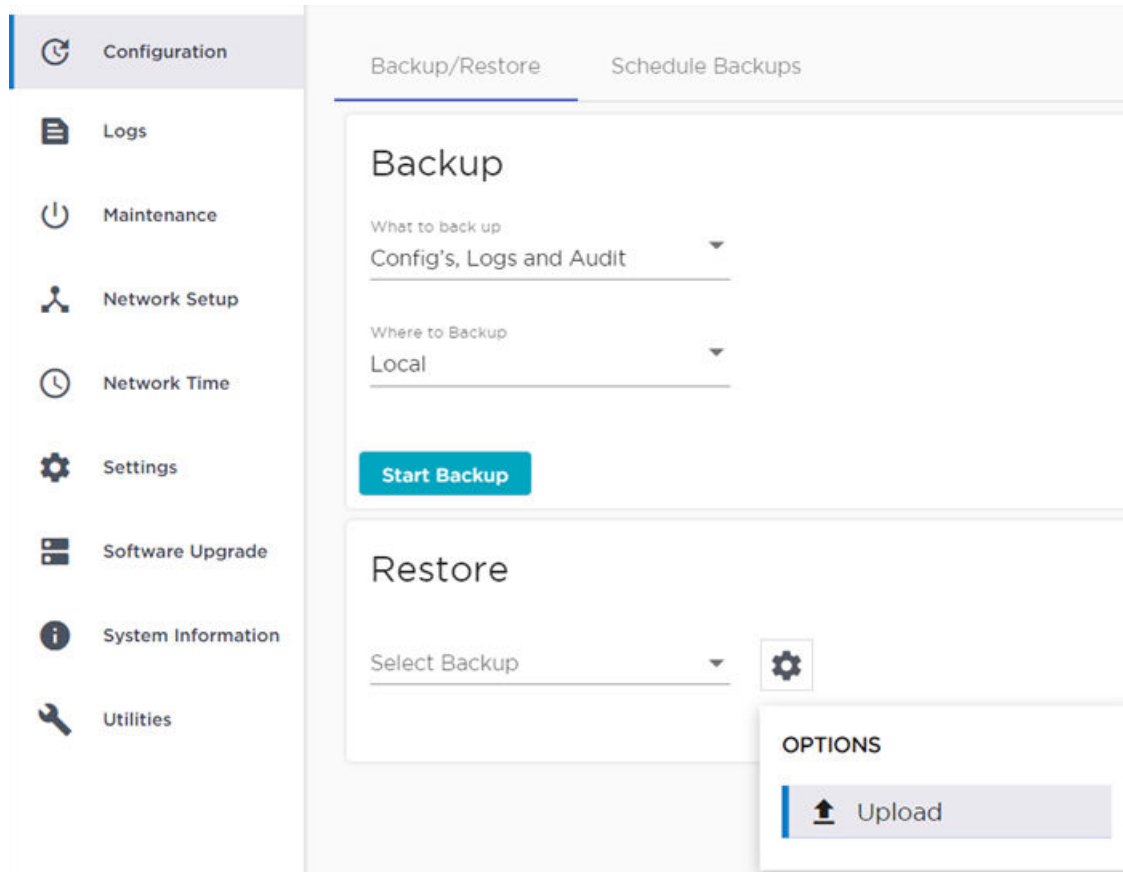 Configuration
Logs
Maintenance
Network Setup
Network Time
Settings
Software Upgrade
System Information
Utilities
Backup/Restore
Schedule Backups
Backup
What to back up
Config's, Logs and Audit
Where to Backup
Local
Start Backup
Restore
Select Backup
OPTIONS
Upload